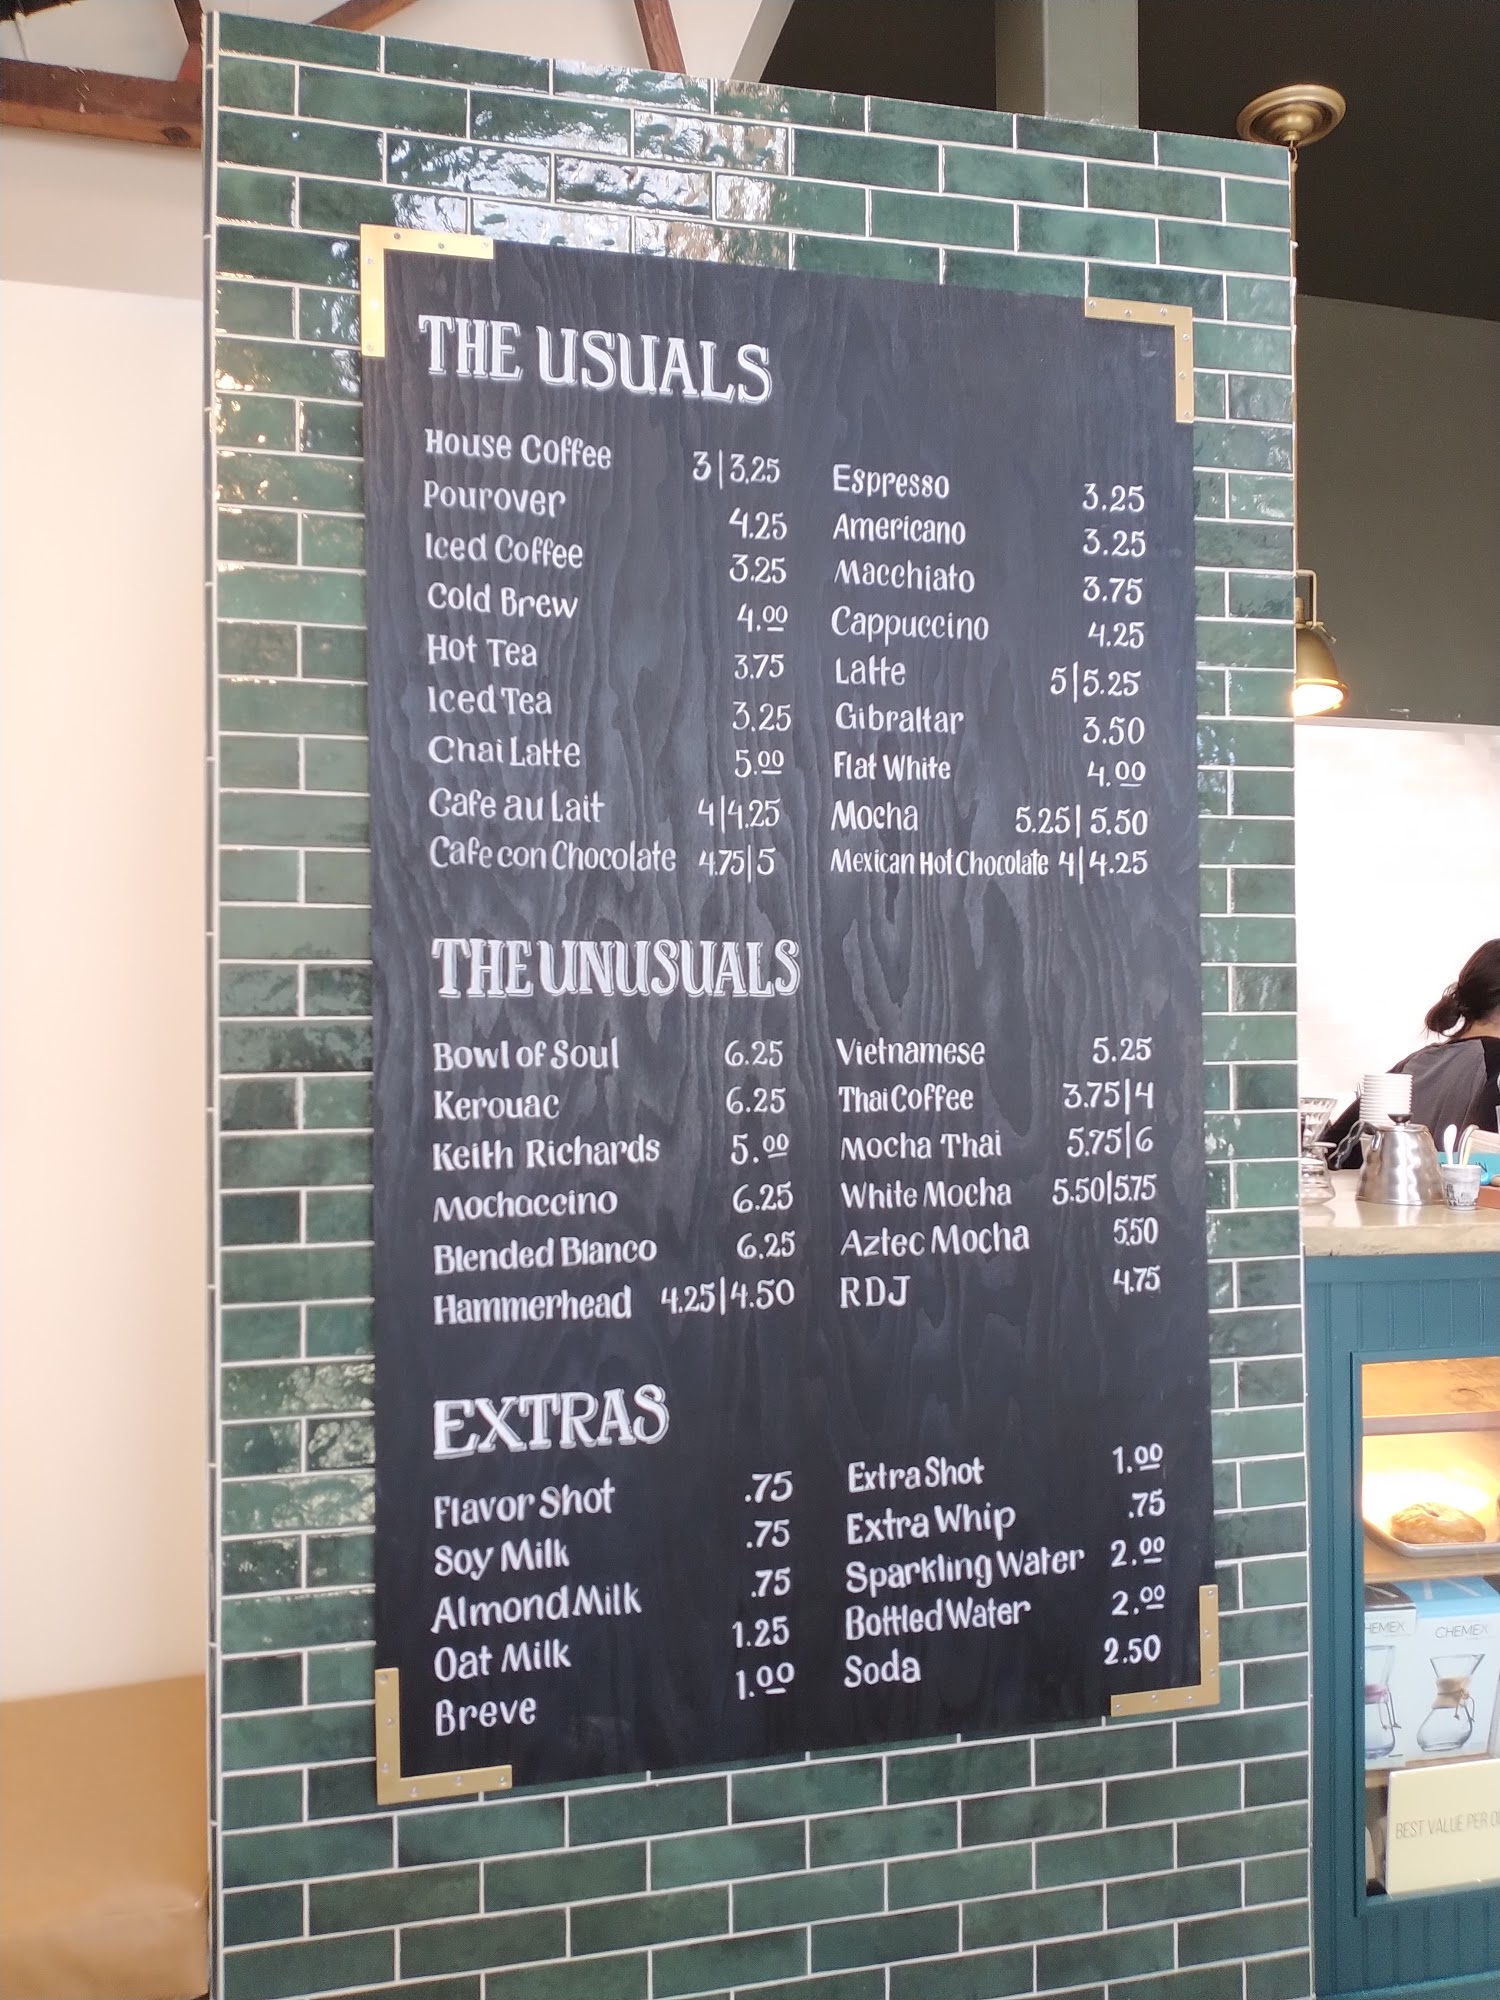 THE USUALS
House Coffee 3|3.25
Pourover 4.25
Iced Coffee 3.25
Cold Brew 4.00
Hot Tea 3.75
Iced Tea 3.25
Chai Latte 5.00
Cafe au Lait 4|4.25
Cafe con Chocolate 4.75|5
Espresso 3.25
Americano 3.25
Macchiato 3.75
Cappuccino 4.25
Latte 5|5.25
Gibraltar 3.50
Flat White 4.00
Mocha 5.25|5.50
Mexican Hot Chocolate 4|4.25
THE UNUSUALS
Bowl of Soul 6.25
Kerouac 6.25
Keith Richards 5.00
Mochaccino 6.25
Blended Blanco 6.25
Hammerhead 4.25|4.50
Vietnamese 5.25
Thai Coffee 3.75|4
Mocha Thai 5.75|6
White Mocha 5.50|5.75
Aztec Mocha 5.50
RDJ 4.75
EXTRAS
Flavor Shot .75
Soy Milk .75
Almond Milk .75
Oat Milk 1.25
Breve 1.00
Extra Shot 1.00
Extra Whip .75
Sparkling Water 2.00
Bottled Water 2.00
Soda 2.50
CHEMEX
BEST VALUE PER